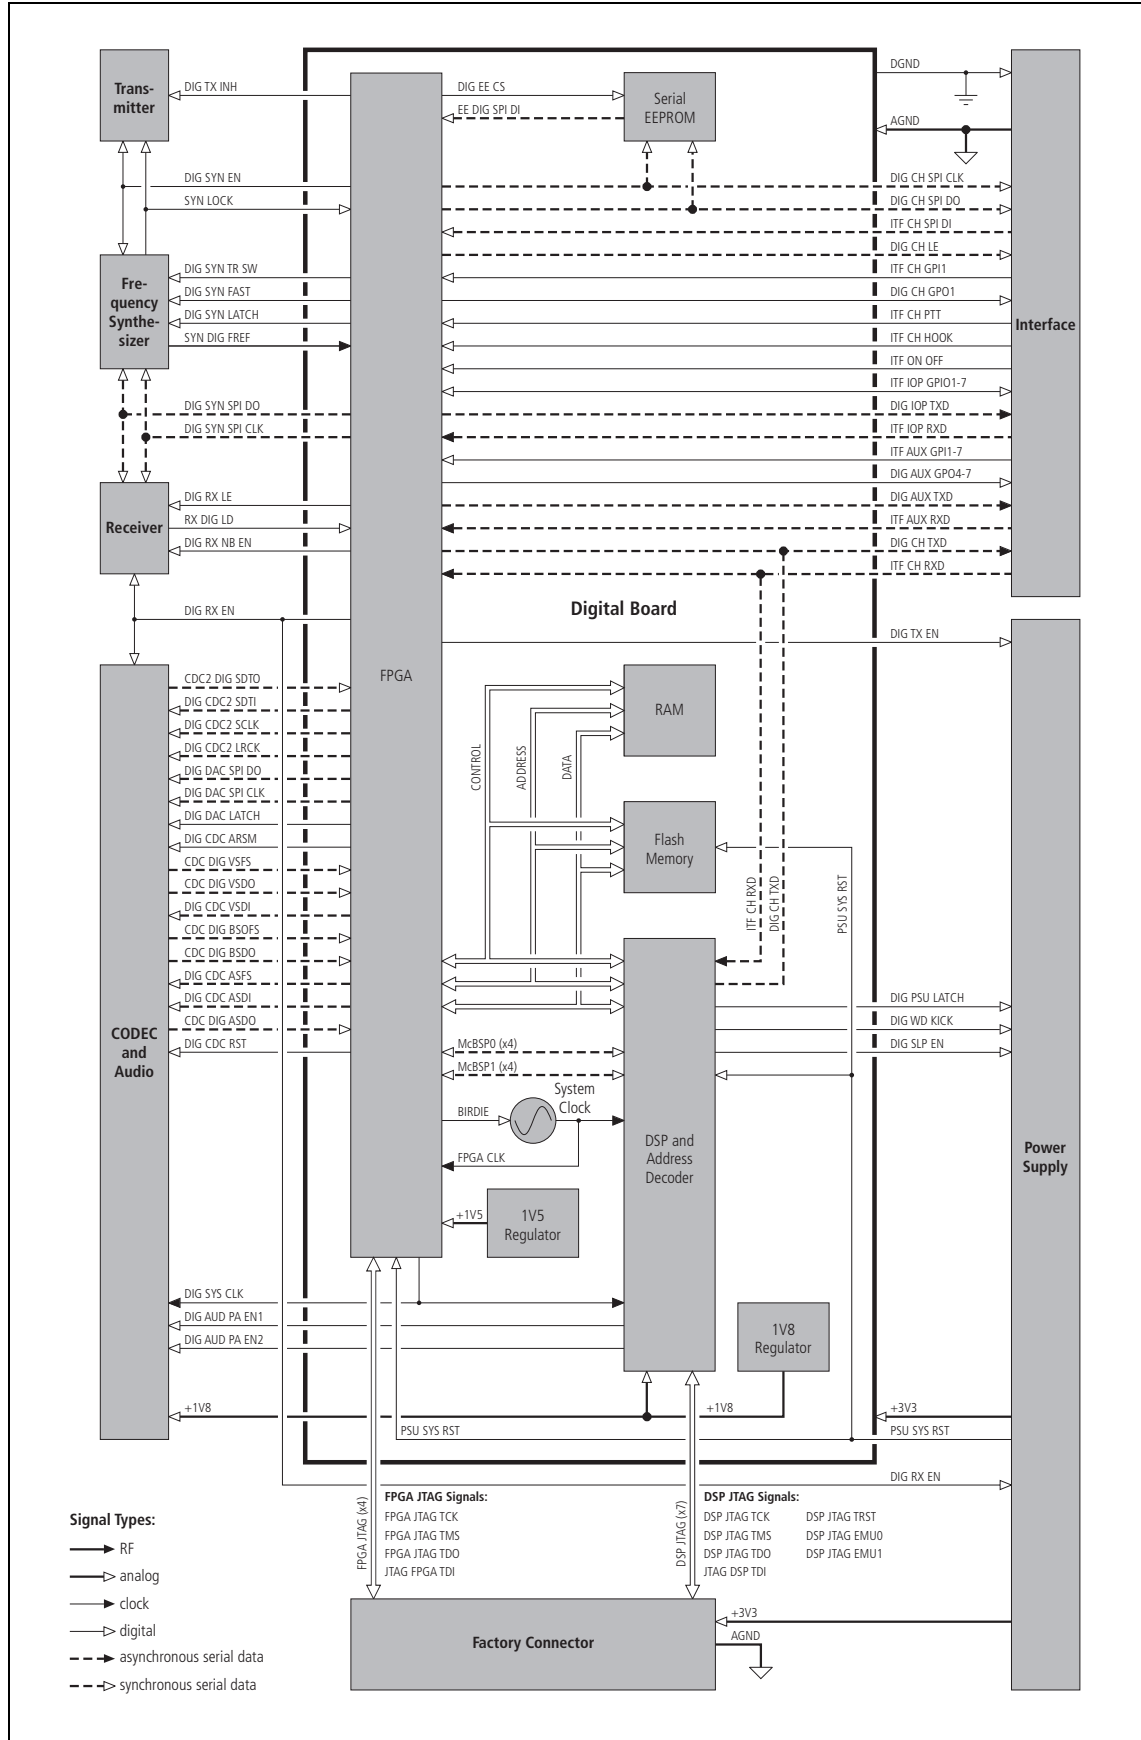 Trans-
mitter
DIG TX INH
DIG EE CS
EE DIG SPI DI
Serial
EEPROM
DGND
AGND
DIG SYN EN
SYN LOCK
DIG CH SPI CLK
DIG CH SPI DO
ITF CH SPI DI
DIG CH LE
ITF CH GPI1
DIG CH GPO1
ITF CH PTT
ITF CH HOOK
ITF ON OFF
ITF IOP GPIO1-7
DIG IOP TXD
ITF IOP RXD
ITF AUX GPI1-7
DIG AUX GPO4-7
DIG AUX TXD
ITF AUX RXD
DIG CH TXD
ITF CH RXD
Interface
Fre-
quency
Synthe-
sizer
DIG SYN TR SW
DIG SYN FAST
DIG SYN LATCH
SYN DIG FREF
DIG SYN SPI DO
DIG SYN SPI CLK
Receiver
DIG RX LE
RX DIG LD
DIG RX NB EN
DIG RX EN
Digital Board
DIG TX EN
FPGA
CDC2 DIG SDTO
DIG CDC2 SDTI
DIG CDC2 SCLK
DIG CDC2 LRCK
DIG DAC SPI DO
DIG DAC SPI CLK
DIG DAC LATCH
DIG CDC ARSM
CDC DIG VSFS
CDC DIG VSDO
DIG CDC VSDI
CDC DIG BSOFS
CDC DIG BSDO
DIG CDC ASFS
DIG CDC ASDI
CDC DIG ASDO
DIG CDC RST
CODEC
and
Audio
CONTROL
ADDRESS
DATA
RAM
Flash
Memory
ITF CH RXD
DIG CH TXD
PSU SYS RST
DIG PSU LATCH
DIG WD KICK
DIG SLP EN
McBSP0 (x4)
McBSP1 (x4)
System
Clock
BIRDIE
FPGA CLK
DSP and
Address
Decoder
Power
Supply
+1V5
1V5
Regulator
DIG SYS CLK
DIG AUD PA EN1
DIG AUD PA EN2
1V8
Regulator
+1V8
+1V8
+3V3
PSU SYS RST
PSU SYS RST
DIG RX EN
FPGA JTAG (x4)
FPGA JTAG Signals:
FPGA JTAG TCK
FPGA JTAG TMS
FPGA JTAG TDO
JTAG FPGA TDI
DSP JTAG (x7)
DSP JTAG Signals:
DSP JTAG TCK DSP JTAG TRST
DSP JTAG TMS DSP JTAG EMU0
DSP JTAG TDO DSP JTAG EMU1
JTAG DSP TDI
Signal Types:
RF
analog
clock
digital
asynchronous serial data
synchronous serial data
Factory Connector
+3V3
AGND